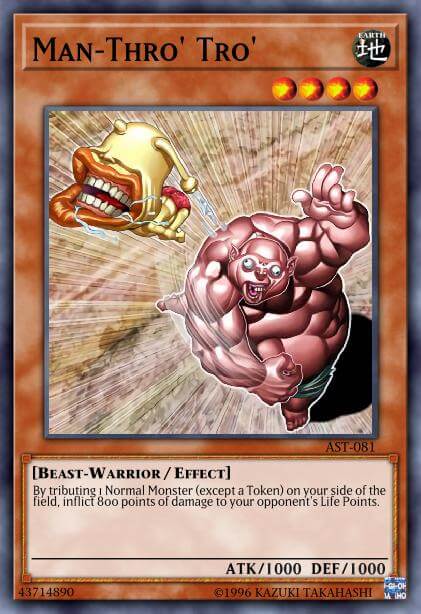 Man-Thro' Tro'
EARTH
地
AST-081
[Beast-Warrior / Effect]
By tributing 1 Normal Monster (except a Token) on your side of the
field, inflict 800 points of damage to your opponent's Life Points.
ATK/1000 DEF/1000
43714890
©1996 KAZUKI TAKAHASHI